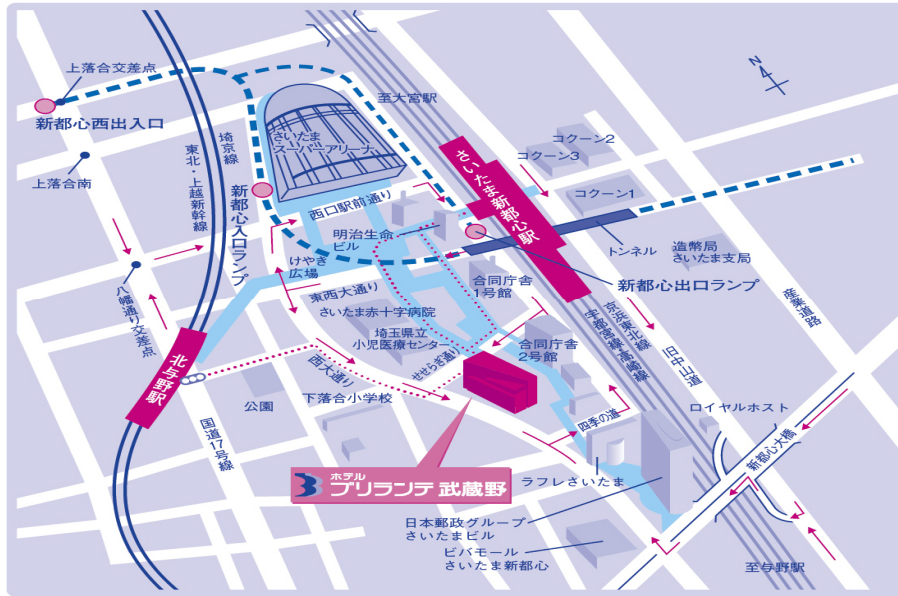 上落合交差点
新都心西出入口
上落合南
埼京線
東北・上越新幹線
新都心入口ランプ
さいたま
スーパーアリーナ
至大宮駅
N
コクーン2
コクーン3
コクーン1
さいたま新都心駅
西口駅前通り
明治生命
ビル
けやき
広場
トンネル
造幣局
さいたま支局
新都心出口ランプ
合同庁舎
1号館
東西大通り
さいたま赤十字病院
埼玉県立
小児医療センター
せせらぎ通り
合同庁舎
2号館
京浜東北線
宇都宮線高崎線
旧中山道
産業道路
八幡通り交差点
北与野駅
西大通り
公園
下落合小学校
国道17号線
四季の道
ロイヤルホスト
新都心大橋
ホテル
ブリランテ 武蔵野
ラフレさいたま
日本郵政グループ
さいたまビル
ビバモール
さいたま新都心
至与野駅